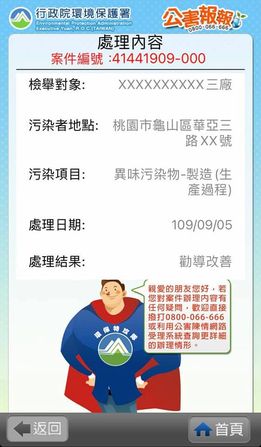 行政院環境保護署
Environmental Protection Administration
Executive Yuan, R.O.C.(TAIWAN)
公害報報
0800-066-666
處理內容
案件編號:41441909-000
檢舉對象: XXXXXXXXXX三廠
污染者地點: 桃園市龜山區華亞三
路XX號
污染項目: 異味污染物-製造(生
產過程)
處理日期: 109/09/05
處理結果: 勸導改善
親愛的朋友您好，若
您對案件辦理內容有
任何疑問，歡迎直接
撥打0800-066-666
或利用公害陳情網路
受理系統查詢更詳細
的辦理情形。
環保特攻隊
返回
首頁